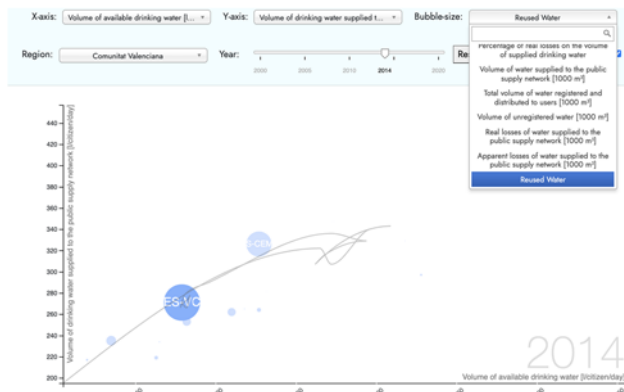 X-axis: Volume of available drinking water [l... Y-axis: Volume of drinking water supplied t... Bubble-size: Reused Water
Region: Comunitat Valenciana Year:
2000 2005 2010 2014 2020
Percentage of real losses on the volume
of supplied drinking water
Volume of water supplied to the public
supply network [1000 m³]
Total volume of water registered and
distributed to users [1000 m³]
Volume of unregistered water [1000 m³]
Real losses of water supplied to the
public supply network [1000 m³]
Apparent losses of water supplied to the
public supply network [1000 m³]
Reused Water
Volume of drinking water supplied to the public supply network [l/citizen/day]
440
420
400
380
360
340
320
300
280
260
240
220
200
ES-VC
2014
Volume of available drinking water [l/citizen/day]